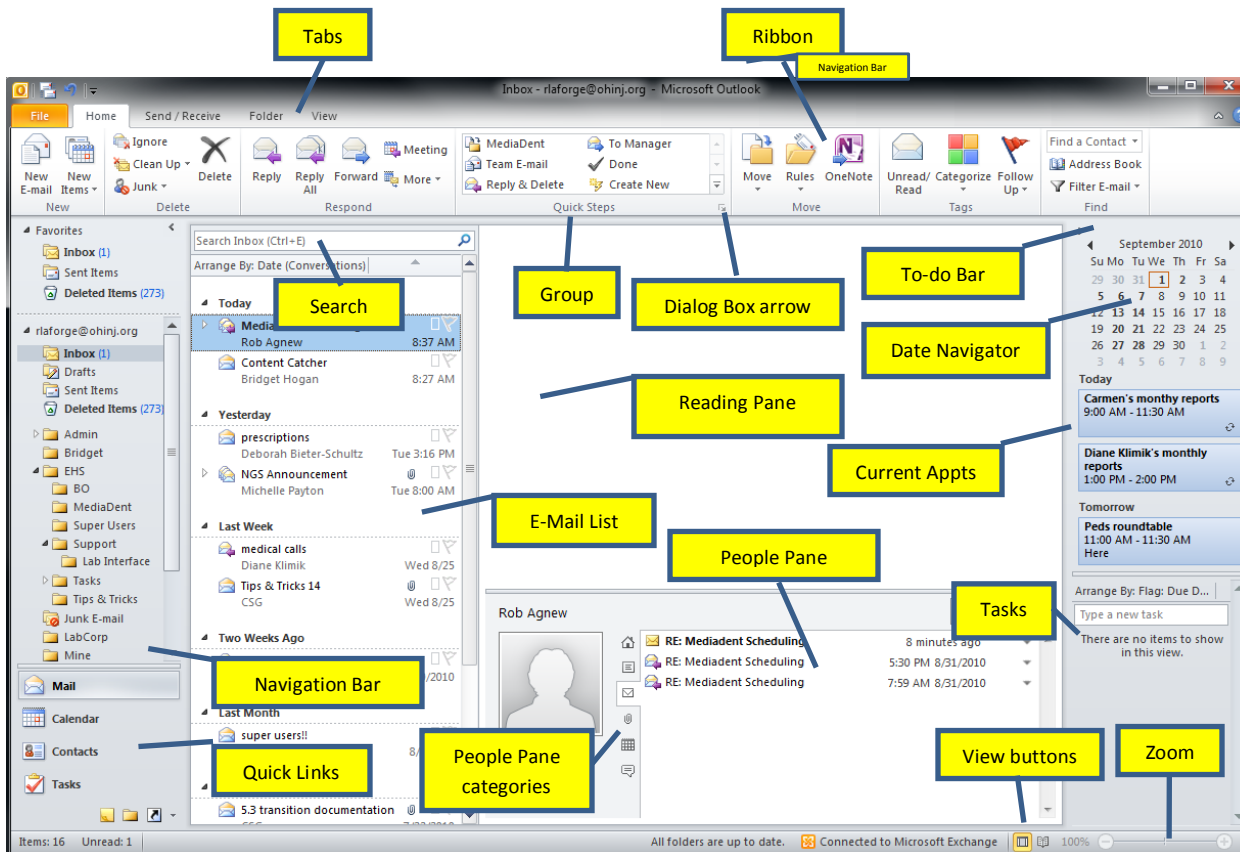 Tabs
Ribbon
Navigation Bar
Inbox - rlaforge@ohinj.org - Microsoft Outlook
File Home Send / Receive Folder View
New E-mail
New Items
New
Ignore
Clean Up
Junk
Delete
Delete
Reply
Reply All
Forward
Meeting
More
Respond
MediaDent
Team E-mail
Reply & Delete
To Manager
Done
Create New
Quick Steps
Move
Rules
OneNote
Move
Unread/ Read
Categorize
Follow Up
Tags
Find a Contact
Address Book
Filter E-mail
Find
Favorites
Inbox (1)
Sent Items
Deleted Items (273)
rlaforge@ohinj.org
Inbox (1)
Drafts
Sent Items
Deleted Items (273)
Admin
Bridget
EHS
BO
MediaDent
Super Users
Support
Lab Interface
Tasks
Tips & Tricks
Junk E-mail
LabCorp
Mine
Navigation Bar
Mail
Calendar
Contacts
Tasks
Quick Links
Search Inbox (Ctrl+E)
Arrange By: Date (Conversations)
Search
Today
Rob Agnew 8:37 AM
Content Catcher
Bridget Hogan 8:27 AM
Yesterday
prescriptions
Deborah Bieter-Schultz Tue 3:16 PM
NGS Announcement
Michelle Payton Tue 8:00 AM
Last Week
medical calls
Diane Klimik Wed 8/25
Tips & Tricks 14
CSG Wed 8/25
Two Weeks Ago
Last Month
super users!!
5.3 transition documentation
Group
Dialog Box arrow
Reading Pane
E-Mail List
People Pane
Rob Agnew
RE: Mediadent Scheduling 8 minutes ago
RE: Mediadent Scheduling 5:30 PM 8/31/2010
RE: Mediadent Scheduling 7:59 AM 8/31/2010
People Pane
categories
To-do Bar
Date Navigator
Current Appts
Tasks
View buttons
Zoom
September 2010
Su Mo Tu We Th Fr Sa
29 30 31 1 2 3 4
5 6 7 8 9 10 11
12 13 14 15 16 17 18
19 20 21 22 23 24 25
26 27 28 29 30 1 2
3 4 5 6 7 8 9
Today
Carmen's monthy reports
9:00 AM - 11:30 AM
Diane Klimik's monthly
reports
1:00 PM - 2:00 PM
Tomorrow
Peds roundtable
11:00 AM - 11:30 AM
Here
Arrange By: Flag: Due D...
Type a new task
There are no items to show
in this view.
Items: 16 Unread: 1
All folders are up to date. Connected to Microsoft Exchange 100%